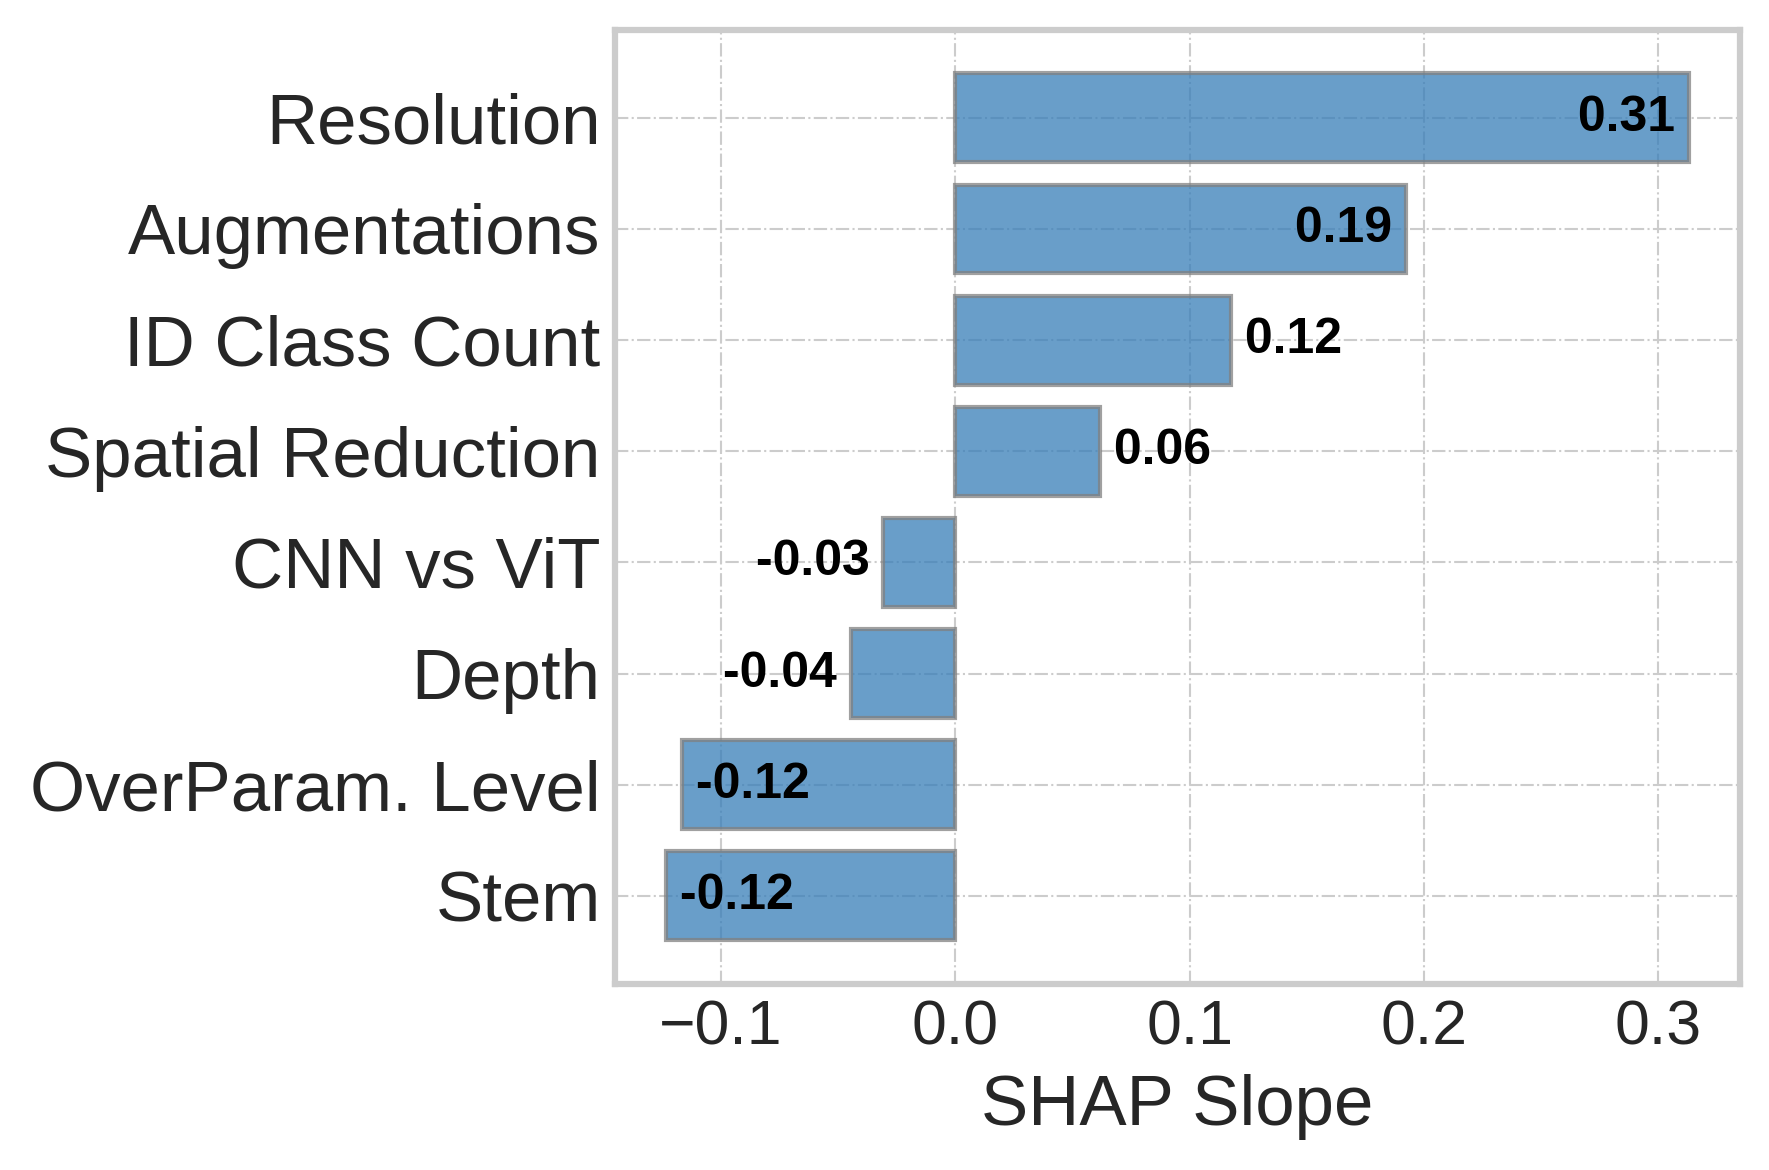 Resolution 0.31
Augmentations 0.19
ID Class Count 0.12
Spatial Reduction 0.06
CNN vs ViT -0.03
Depth -0.04
OverParam. Level -0.12
Stem -0.12
−0.1 0.0 0.1 0.2 0.3
SHAP Slope